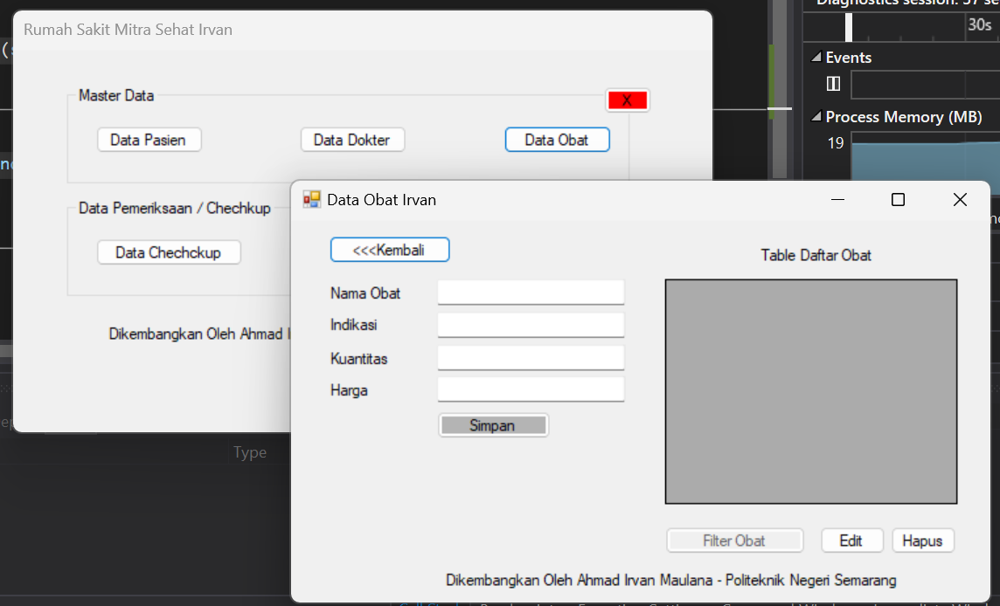 Diagnostics session: 37 se
Rumah Sakit Mitra Sehat Irvan
30s
Events
Master Data
X
Process Memory (MB)
Data Pasien
Data Dokter
Data Obat
19
Data Obat Irvan
Data Pemeriksaan / Chechkup
<<<Kembali
Data Chechckup
Table Daftar Obat
Nama Obat
Indikasi
Dikembangkan Oleh Ahmad I
Kuantitas
Harga
Simpan
Type
Filter Obat
Edit
Hapus
Dikembangkan Oleh Ahmad Irvan Maulana - Politeknik Negeri Semarang